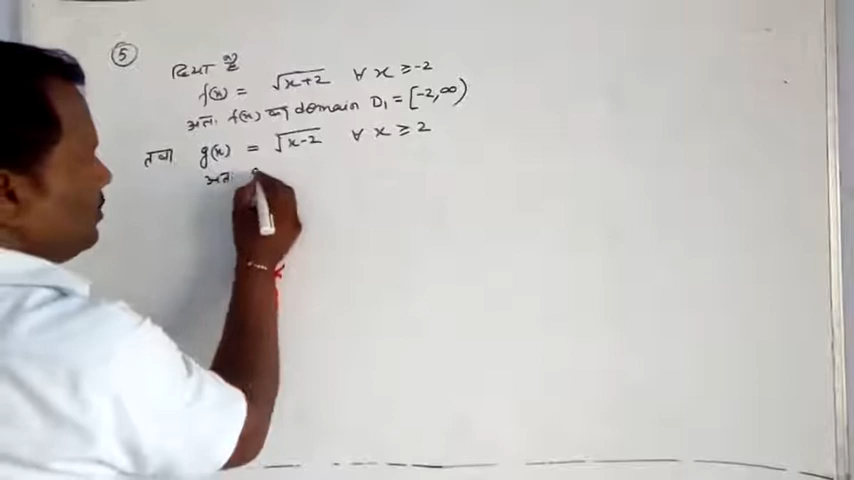 5
दिया है
f(x) = √x+2 ∀ x ≥ -2
अतः f(x) का domain D₁ = [-2, ∞)
तथा g(x) = √x-2 ∀ x ≥ 2
अतः